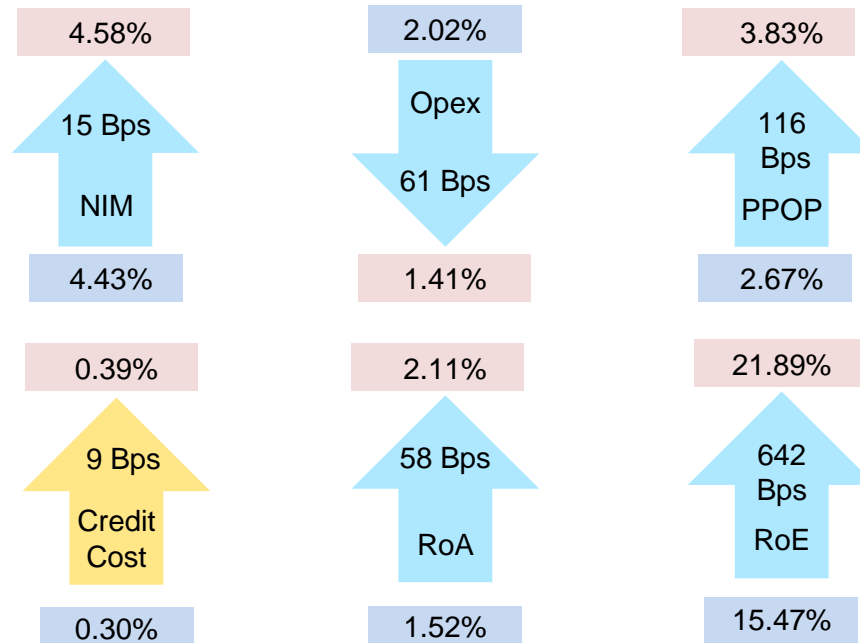 4.58%
15 Bps
NIM
4.43%
2.02%
Opex
61 Bps
1.41%
3.83%
116
Bps
PPOP
2.67%
0.39%
9 Bps
Credit
Cost
0.30%
2.11%
58 Bps
RoA
1.52%
21.89%
642
Bps
RoE
15.47%